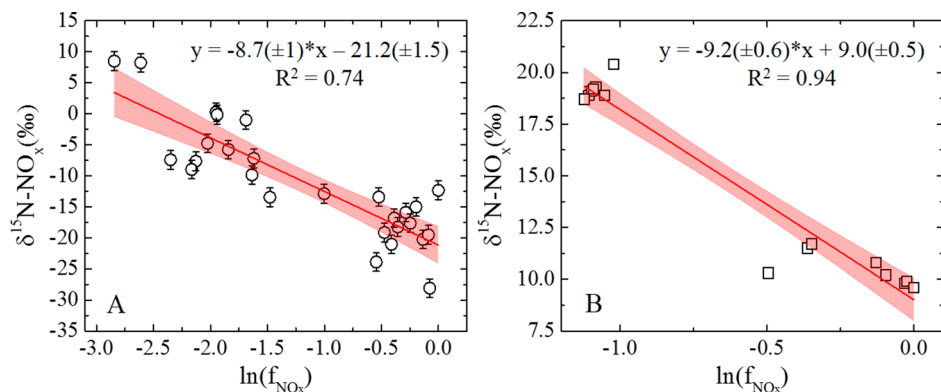 y = -8.7(±1)*x – 21.2(±1.5)
R² = 0.74
15
10
5
0
-5
-10
-15
-20
-25
-30
-35
δ¹⁵N-NOₓ(‰)
A
-3.0 -2.5 -2.0 -1.5 -1.0 -0.5 0.0
ln(f_NOx)
B
y = -9.2(±0.6)*x + 9.0(±0.5)
R² = 0.94
22.5
20.0
17.5
15.0
12.5
10.0
7.5
δ¹⁵N-NOₓ(‰)
B
-1.0 -0.5 0.0
ln(f_NOx)